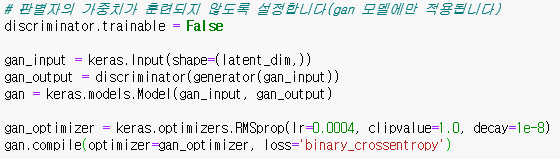 # 판별자의 가중치가 훈련되지 않도록 설정합니다(gan 모델에만 적용됩니다)
discriminator.trainable = False
gan_input = keras.Input(shape=(latent_dim,))
gan_output = discriminator(generator(gan_input))
gan = keras.models.Model(gan_input, gan_output)
gan_optimizer = keras.optimizers.RMSprop(lr=0.0004, clipvalue=1.0, decay=1e-8)
gan.compile(optimizer=gan_optimizer, loss='binary_crossentropy')